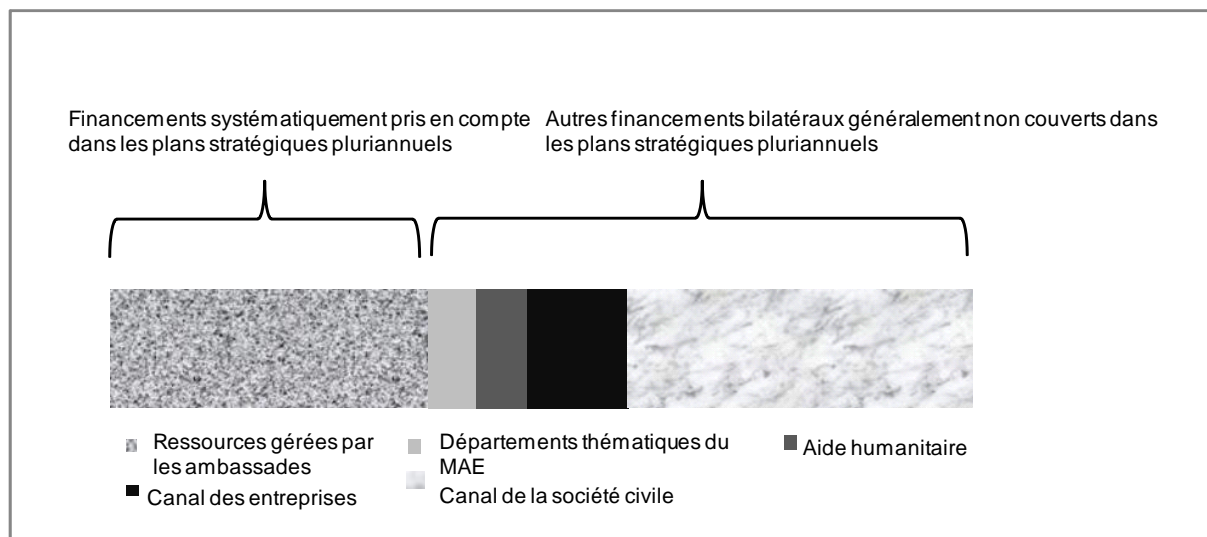 Financements systématiquement pris en compte
dans les plans stratégiques pluriannuels
Autres financements bilatéraux généralement non couverts dans
les plans stratégiques pluriannuels
Ressources gérées par
les ambassades
Départements thématiques du
MAE
Aide humanitaire
Canal des entreprises
Canal de la société civile